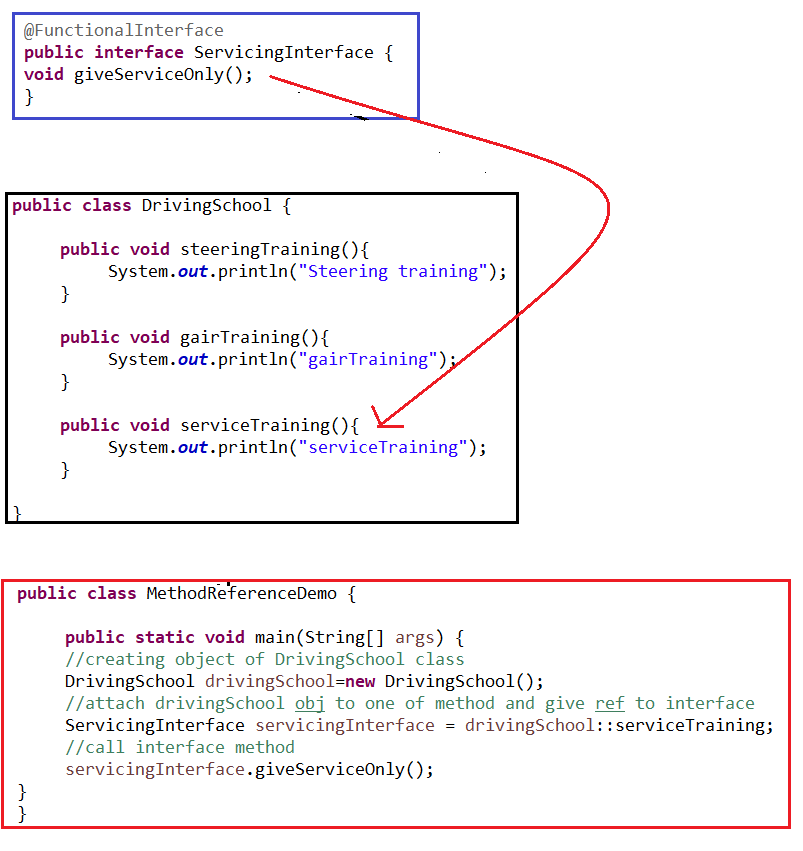 @FunctionalInterface
public interface ServicingInterface {
void giveServiceOnly();
}
public class DrivingSchool {
public void steeringTraining(){
System.out.println("Steering training");
}
public void gairTraining(){
System.out.println("gairTraining");
}
public void serviceTraining(){
System.out.println("serviceTraining");
}
}
public class MethodReferenceDemo {
public static void main(String[] args) {
//creating object of DrivingSchool class
DrivingSchool drivingSchool=new DrivingSchool();
//attach drivingSchool obj to one of method and give ref to interface
ServicingInterface servicingInterface = drivingSchool::serviceTraining;
//call interface method
servicingInterface.giveServiceOnly();
}
}